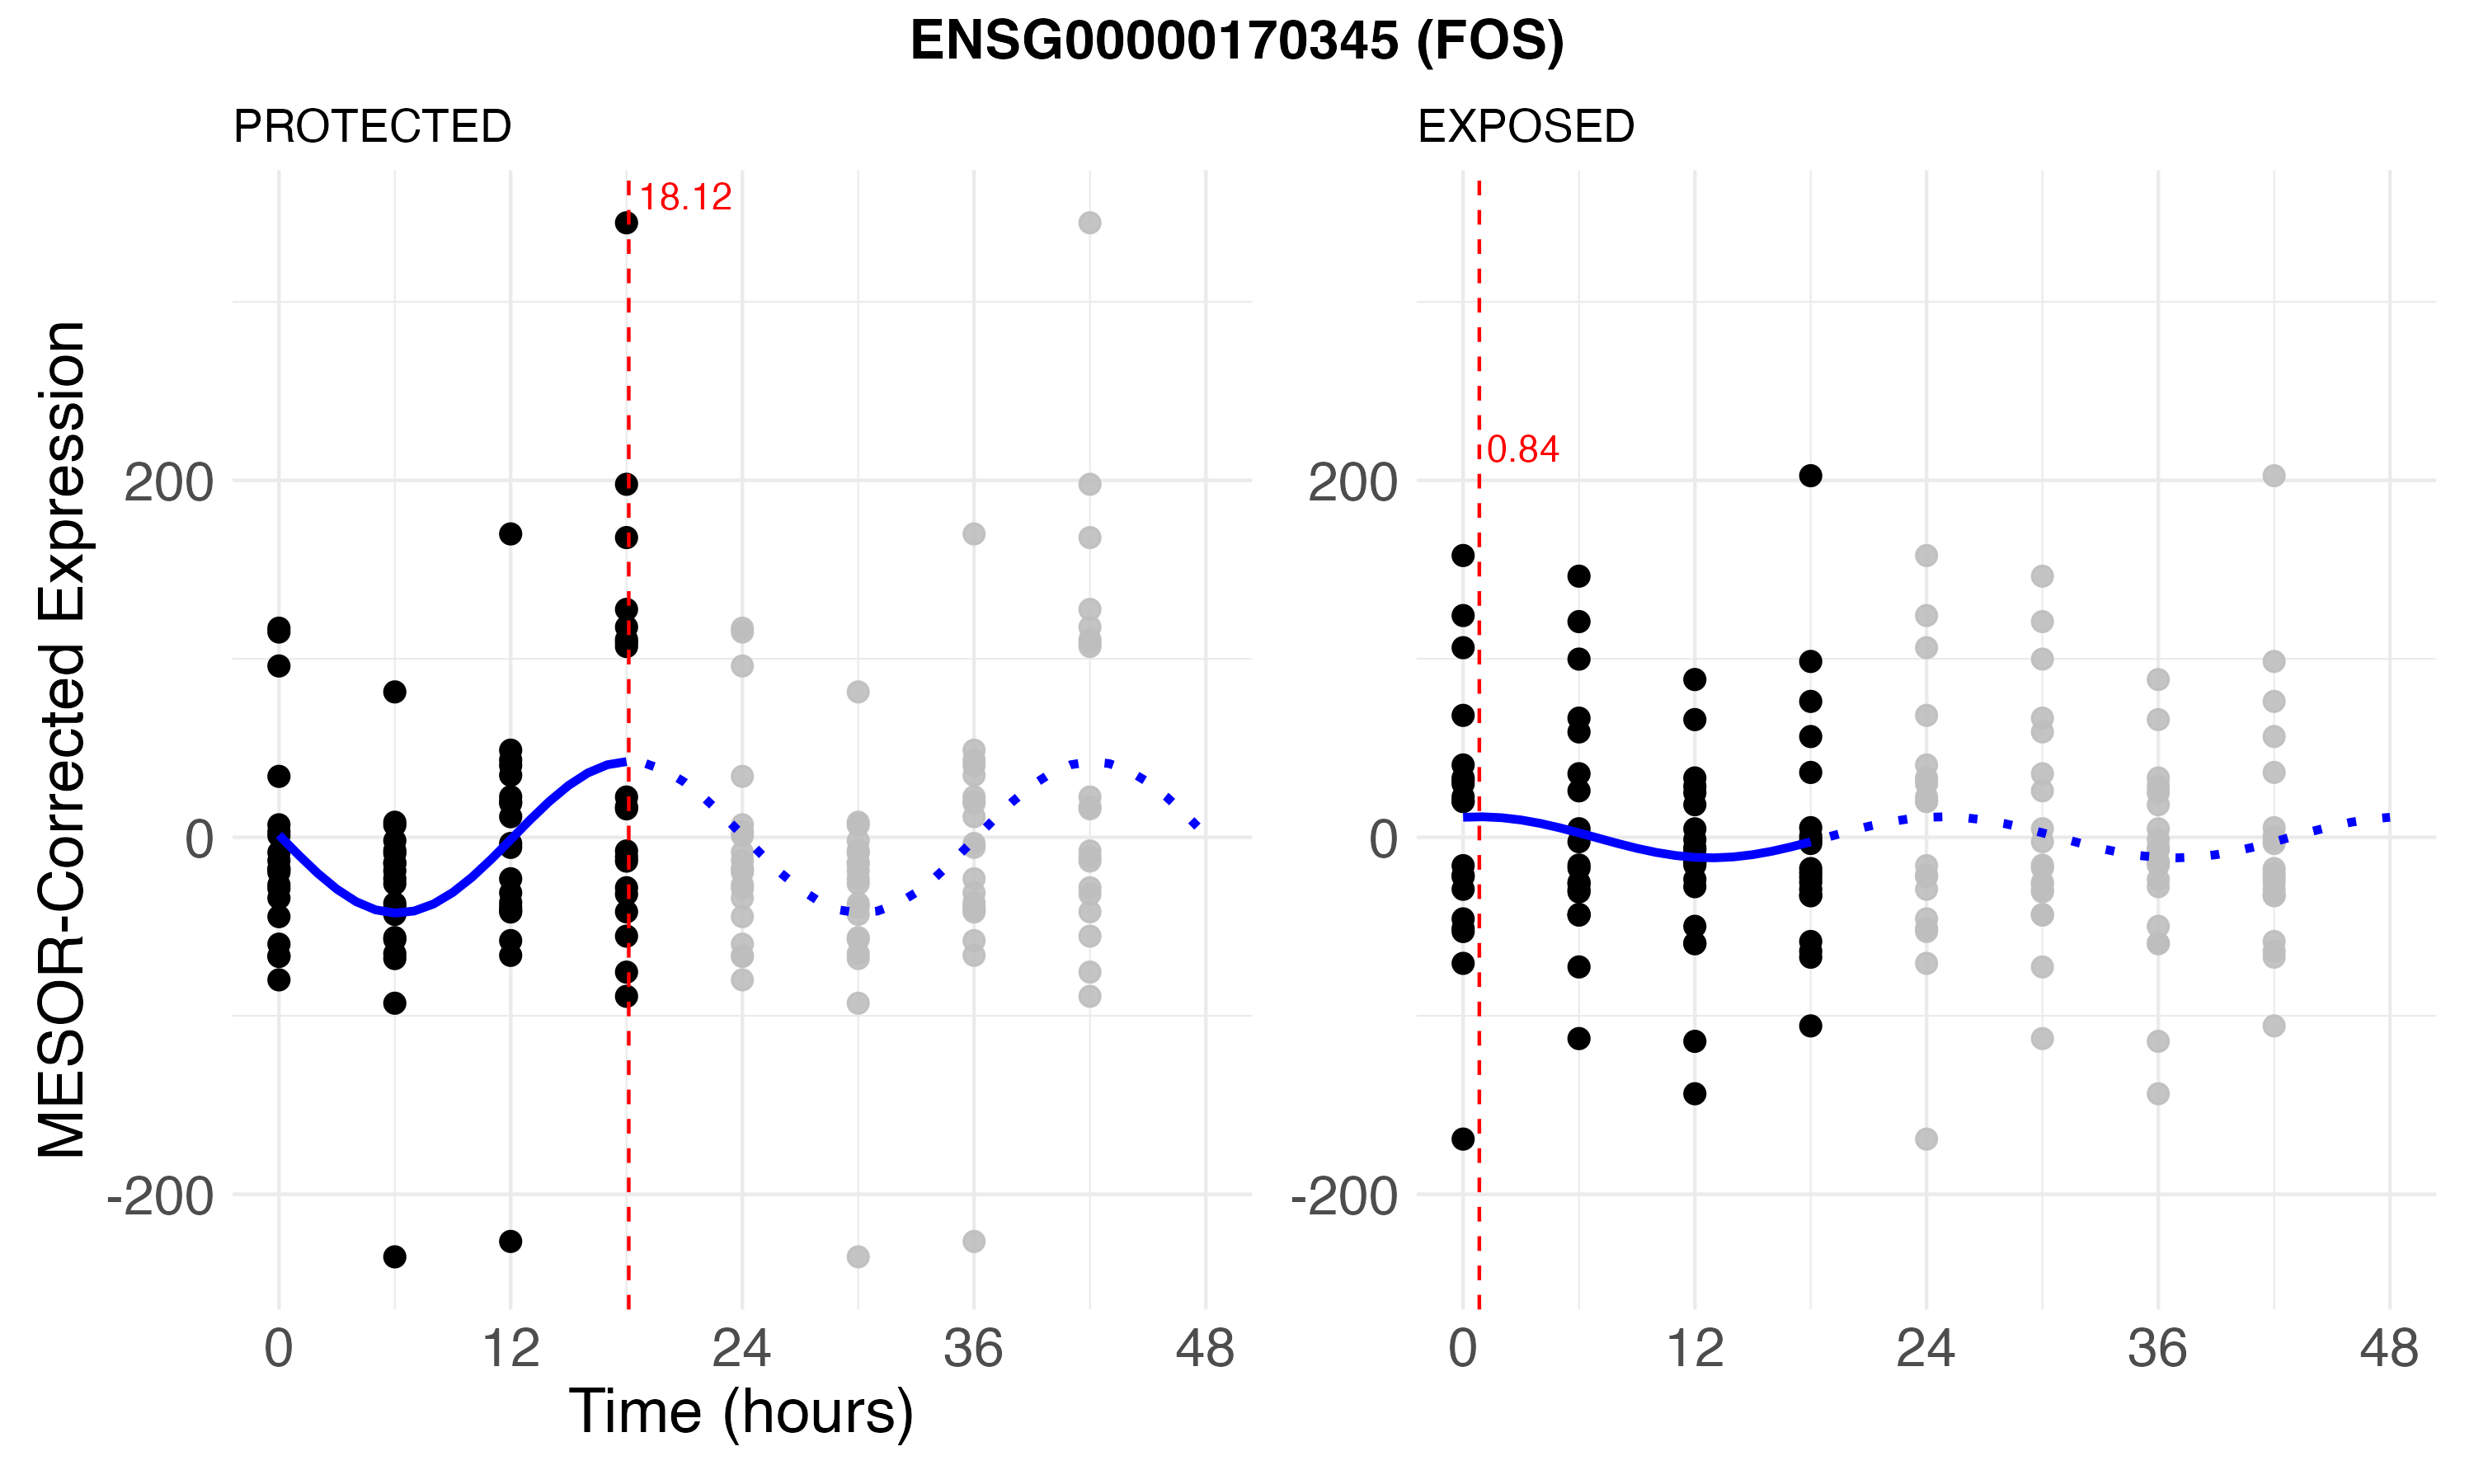 ENSG00000170345 (FOS)
PROTECTED
EXPOSED
MESOR-Corrected Expression
18.12
0.84
200
0
-200
200
0
-200
0 12 24 36 48
0 12 24 36 48
Time (hours)